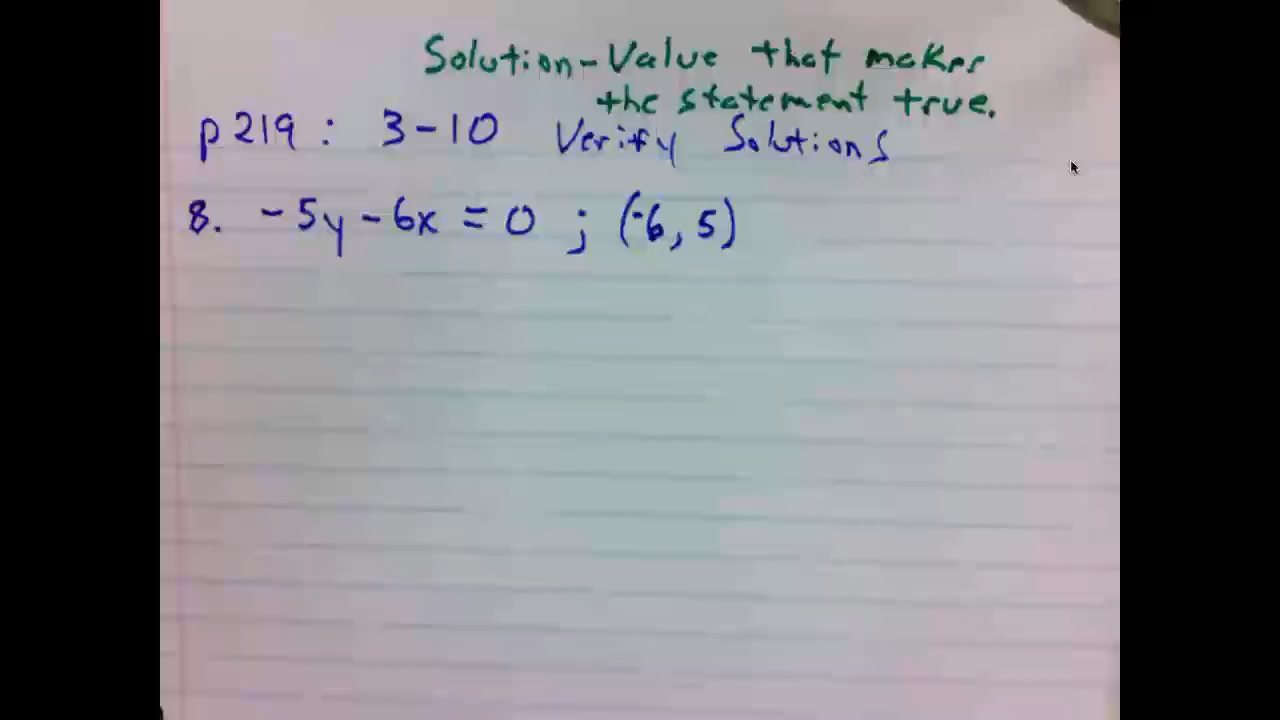 Solution-Value that makes
the statement true.
p219: 3-10 Verify Solutions
8. -5y - 6x = 0 ; (-6, 5)